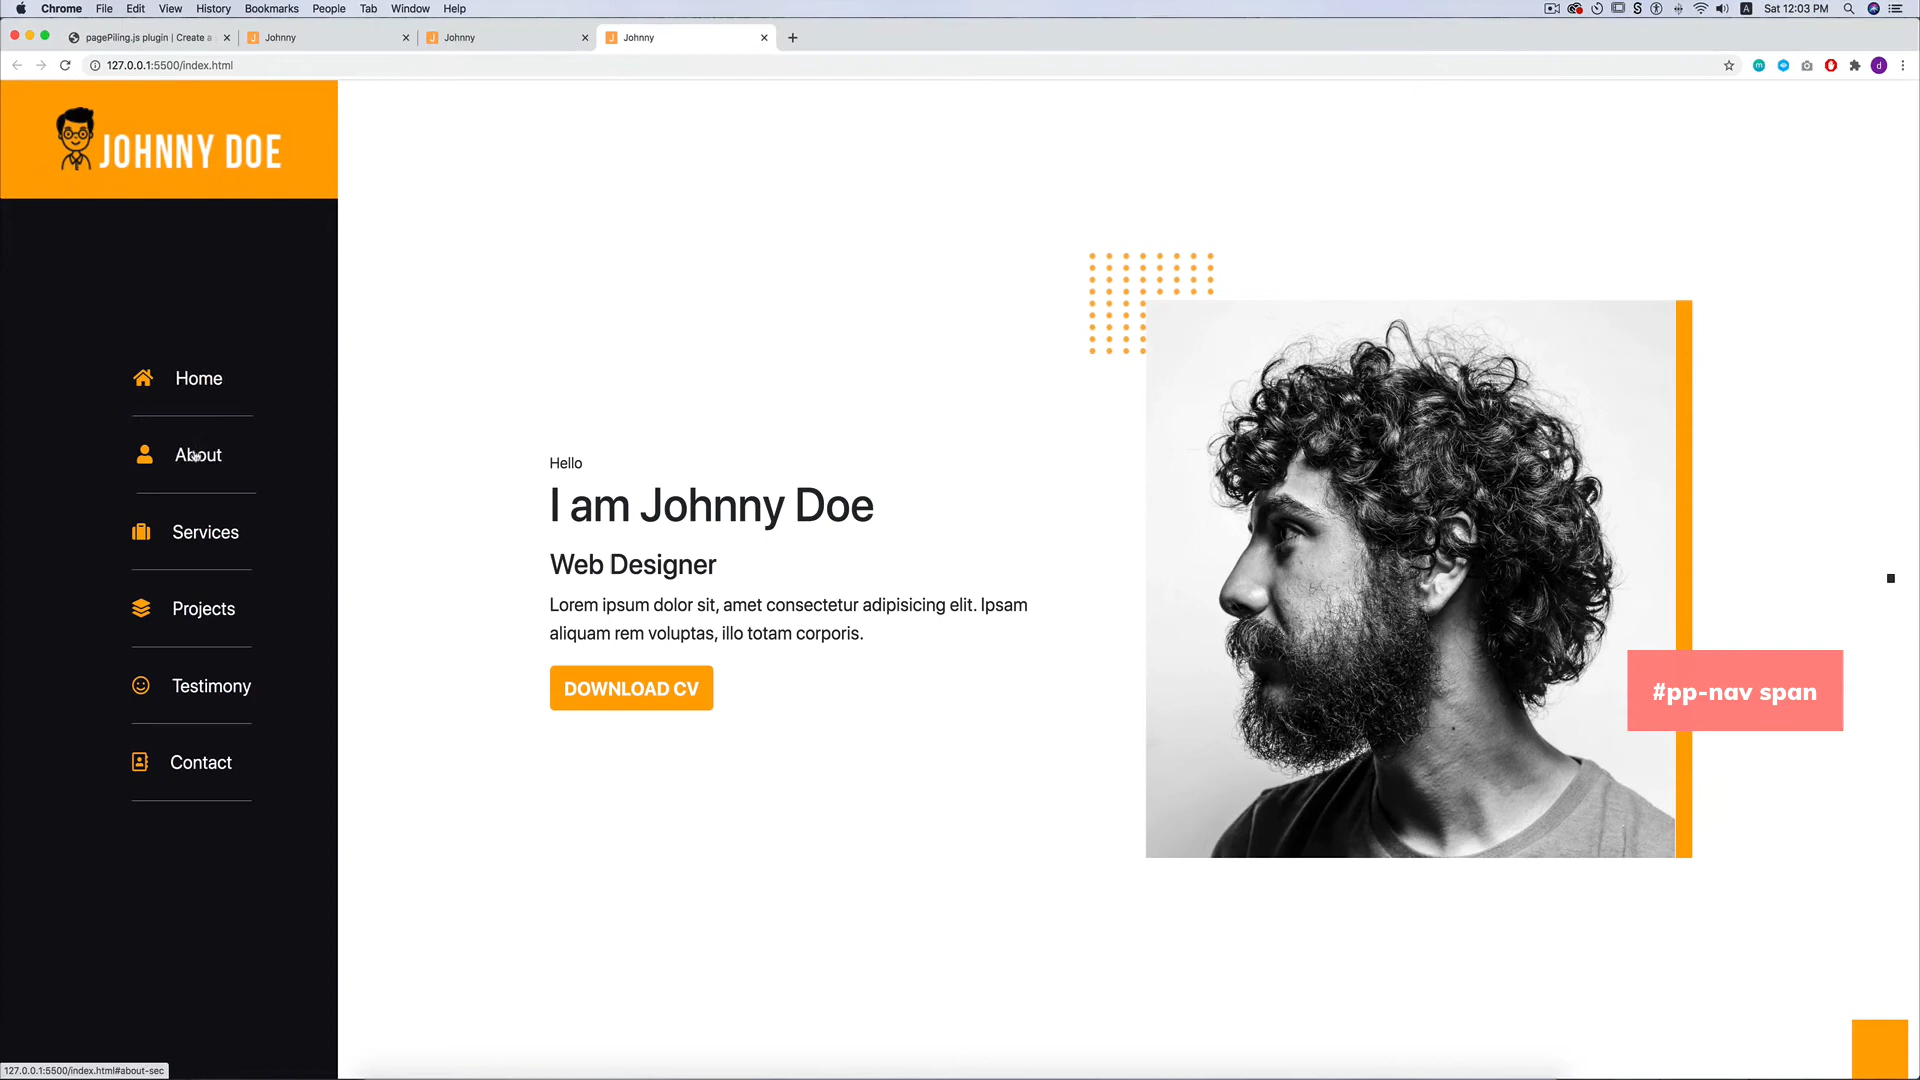 Chrome File Edit View History Bookmarks People Tab Window Help
Sat 12:03 PM
pagePiling.js plugin | Create a
Johnny
Johnny
Johnny
127.0.0.1:5500/index.html
JOHNNY DOE
Home
About
Services
Projects
Testimony
Contact
Hello
I am Johnny Doe
Web Designer
Lorem ipsum dolor sit, amet consectetur adipisicing elit. Ipsam
aliquam rem voluptas, illo totam corporis.
DOWNLOAD CV
#pp-nav span
127.0.0.1:5500/index.html#about-sec